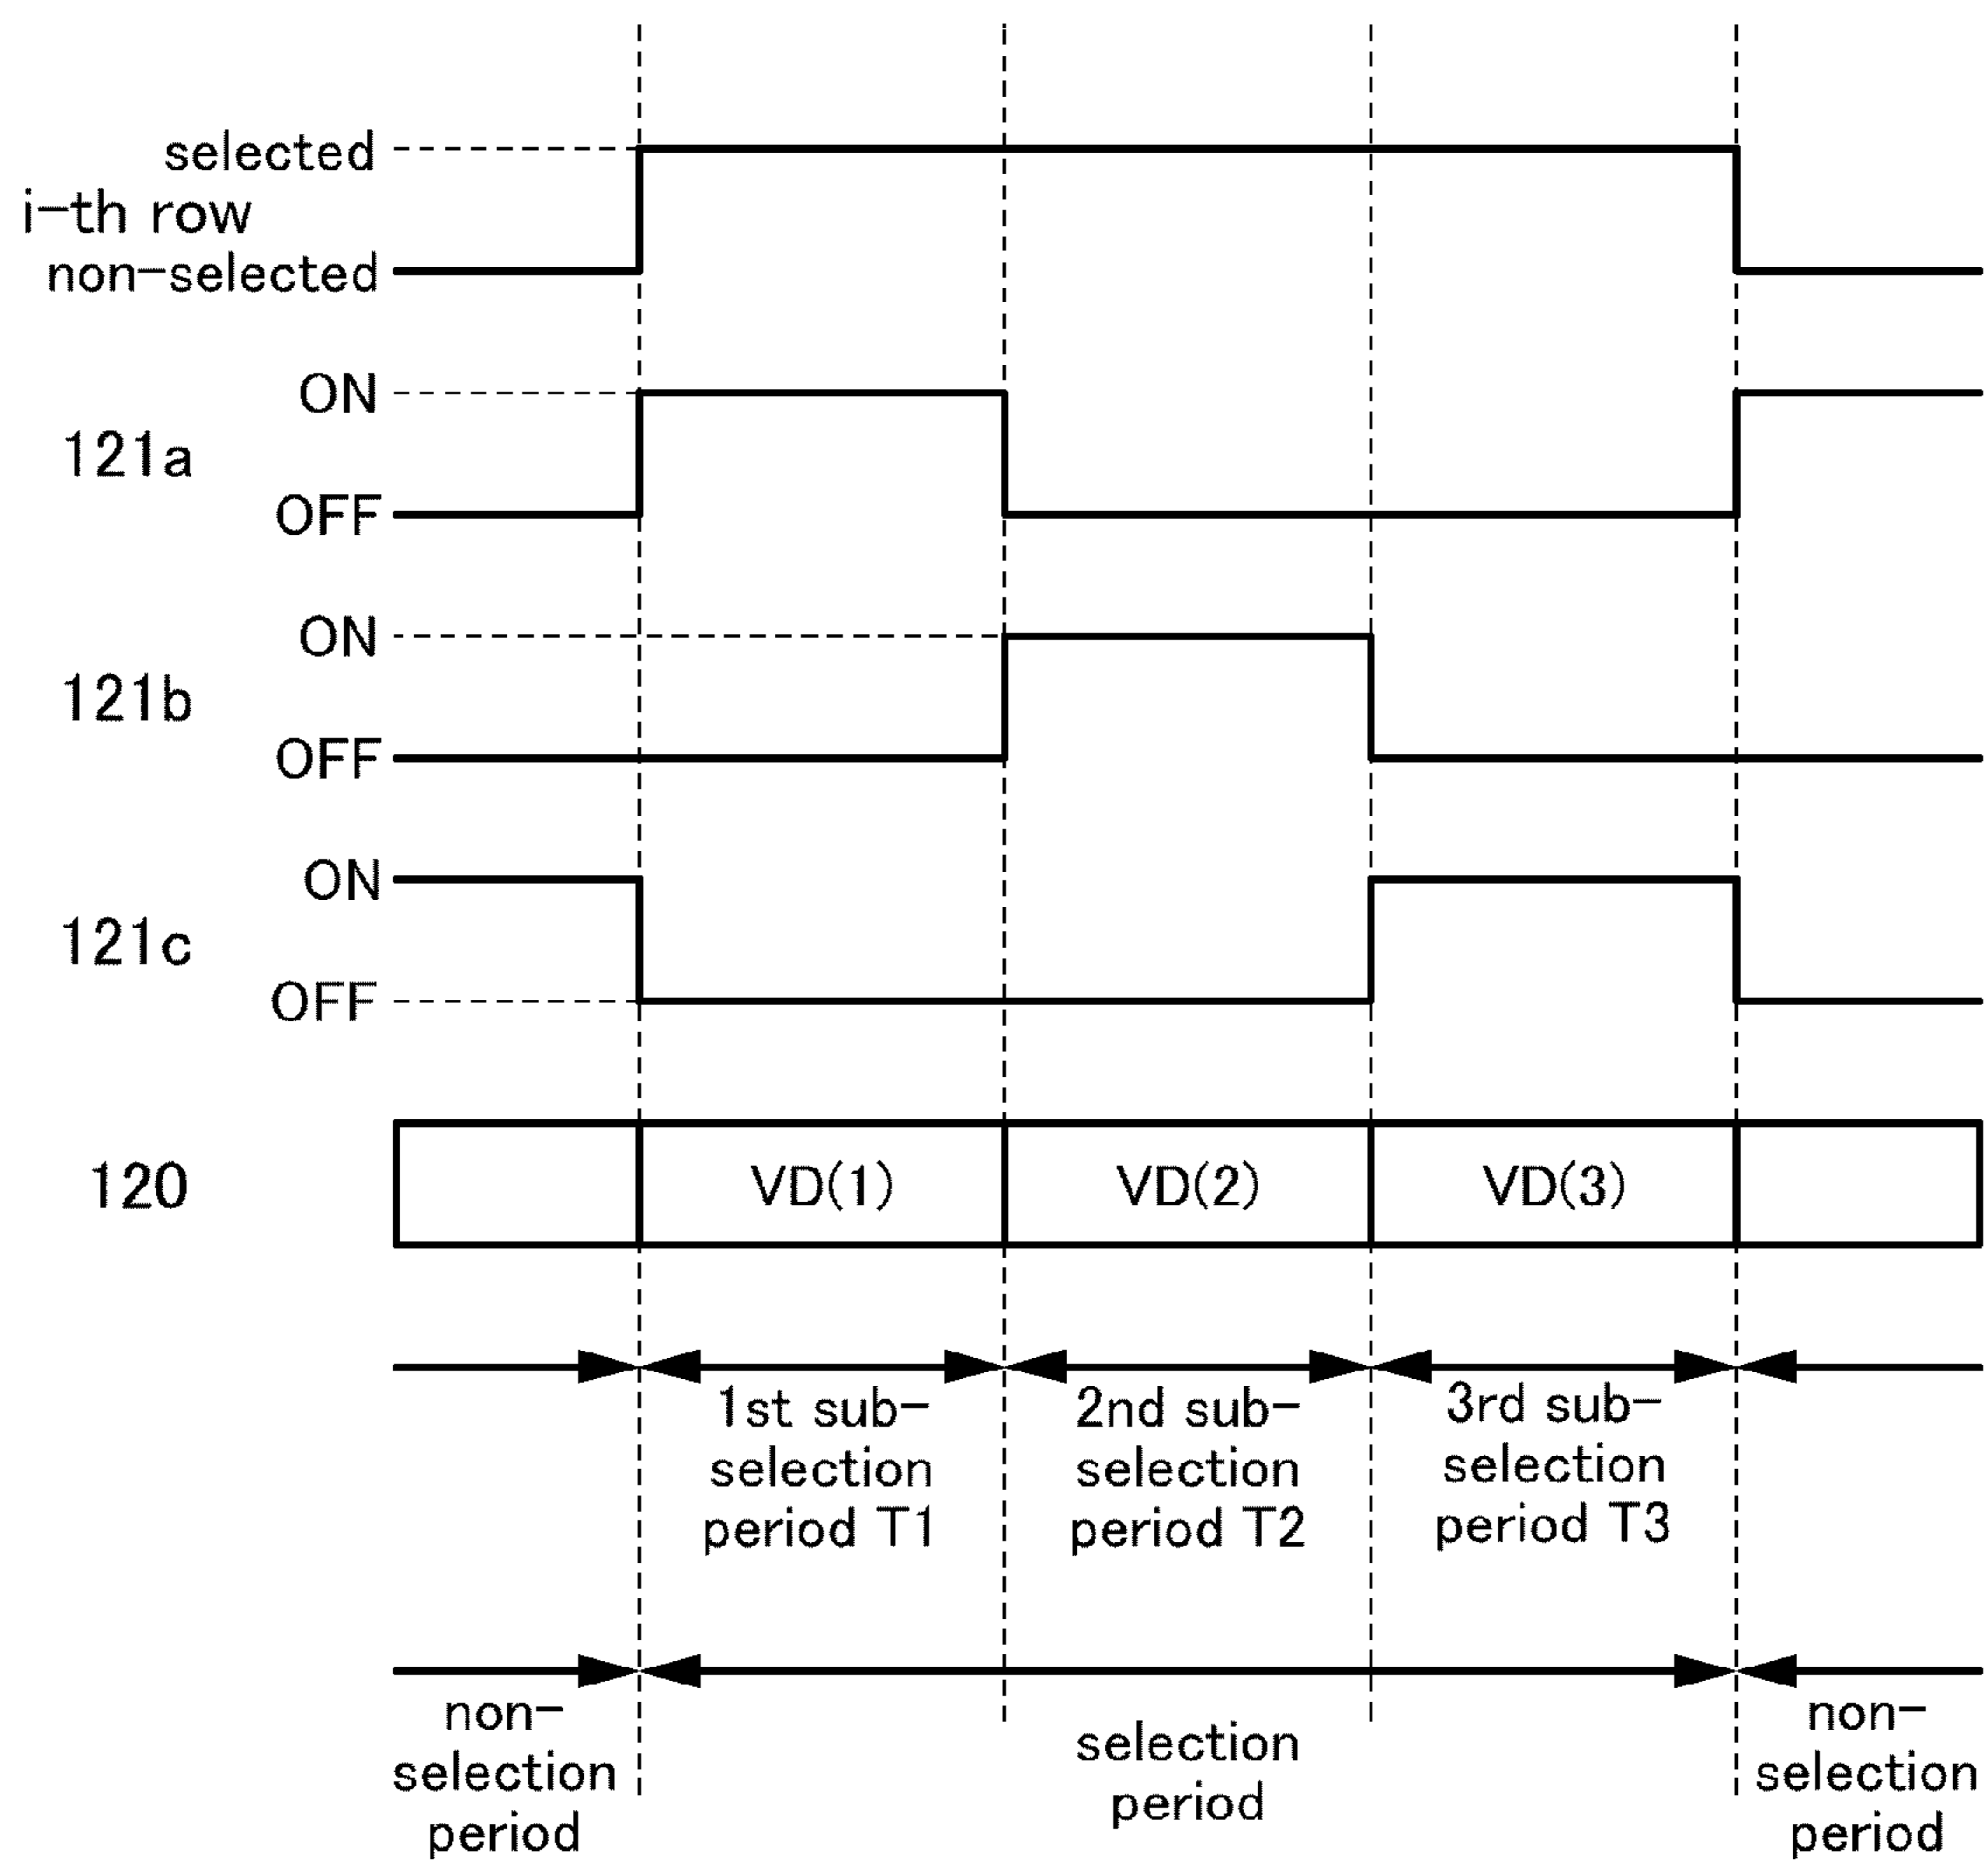 selected
i-th row
non-selected
ON
121a
OFF
ON
121b
OFF
ON
121c
OFF
120
VD(1)
VD(2)
VD(3)
1st sub-
selection
period T1
2nd sub-
selection
period T2
3rd sub-
selection
period T3
non-
selection
period
selection
period
non-
selection
period